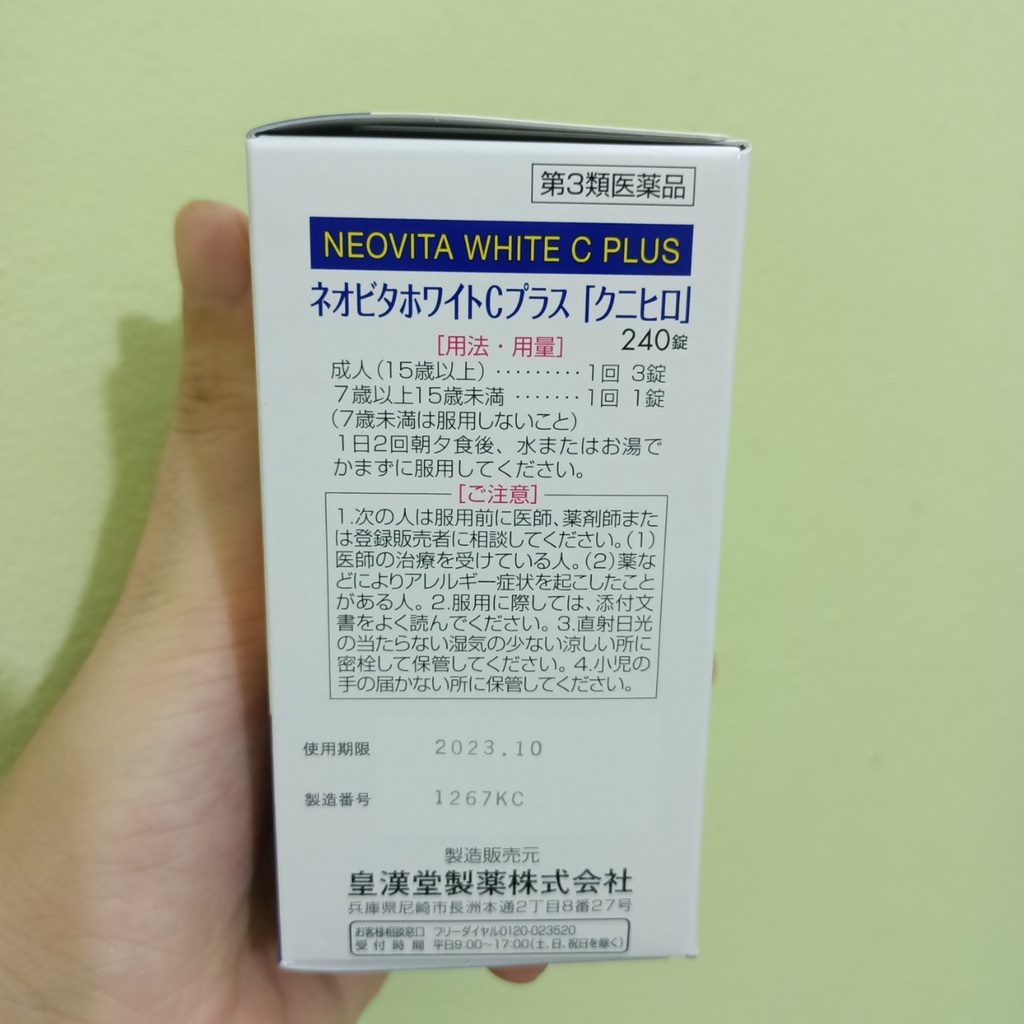 第3類医薬品
NEOVITA WHITE C PLUS
ネオビタホワイトCプラス「クニヒロ」
240錠
[用法・用量]
成人(15歳以上)‥‥‥‥‥1回 3錠
7歳以上15歳未満‥‥‥‥1回 1錠
(7歳未満は服用しないこと)
1日2回朝夕食後、水またはお湯で
かまずに服用してください。
[ご注意]
1.次の人は服用前に医師、薬剤師また
は登録販売者に相談してください。(1)
医師の治療を受けている人。(2)薬な
どによりアレルギー症状を起こしたこと
がある人。2.服用に際しては、添付文
書をよく読んでください。3.直射日光
の当たらない湿気の少ない涼しい所に
密栓して保管してください。4.小児の
手の届かない所に保管してください。
使用期限 2023.10
製造番号 1267KC
製造販売元
皇漢堂製薬株式会社
兵庫県尼崎市長洲本通2丁目8番27号
お客様相談窓口 フリーダイヤル0120-023520
受付時間 平日9:00～17:00(土、日、祝日を除く)